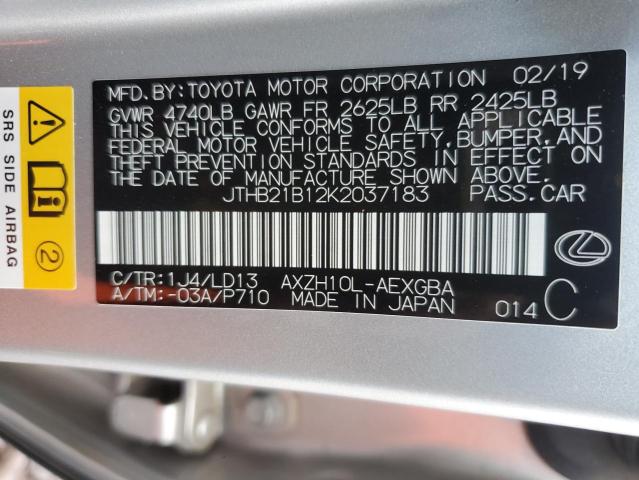 MFD.BY:TOYOTA MOTOR CORPORATION 02/19
GVWR 4740LB GAWR FR 2625LB RR 2425LB
THIS VEHICLE CONFORMS TO ALL APPLICABLE
FEDERAL MOTOR VEHICLE SAFETY,BUMPER,AND
THEFT PREVENTION STANDARDS IN EFFECT ON
THE DATE OF MANUFACTURE SHOWN ABOVE.
JTHB21B12K2037183 PASS.CAR
C/TR:1J4/LD13 AXZH10L-AEXGBA
A/TM:-03A/P710 MADE IN JAPAN 014 C
SRS SIDE AIRBAG
2